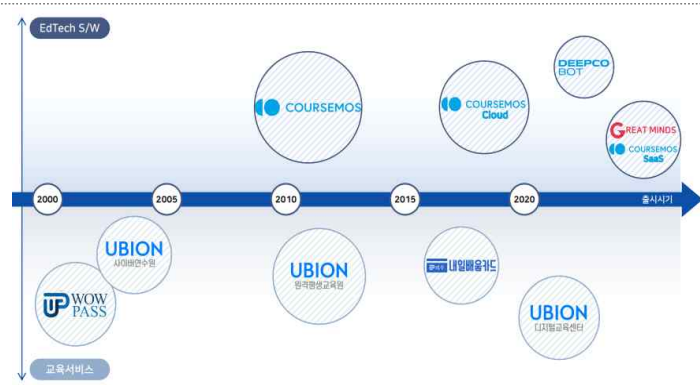 EdTech S/W
COURSEMOS
COURSEMOS
Cloud
DEEPCO
BOT
GREAT MINDS
COURSEMOS
SaaS
2000
2005
2010
2015
2020
출시시기
UP WOW
PASS
UBION
사이버연수원
UBION
원격평생교육원
내일배움카드
UBION
디지털교육센터
교육서비스